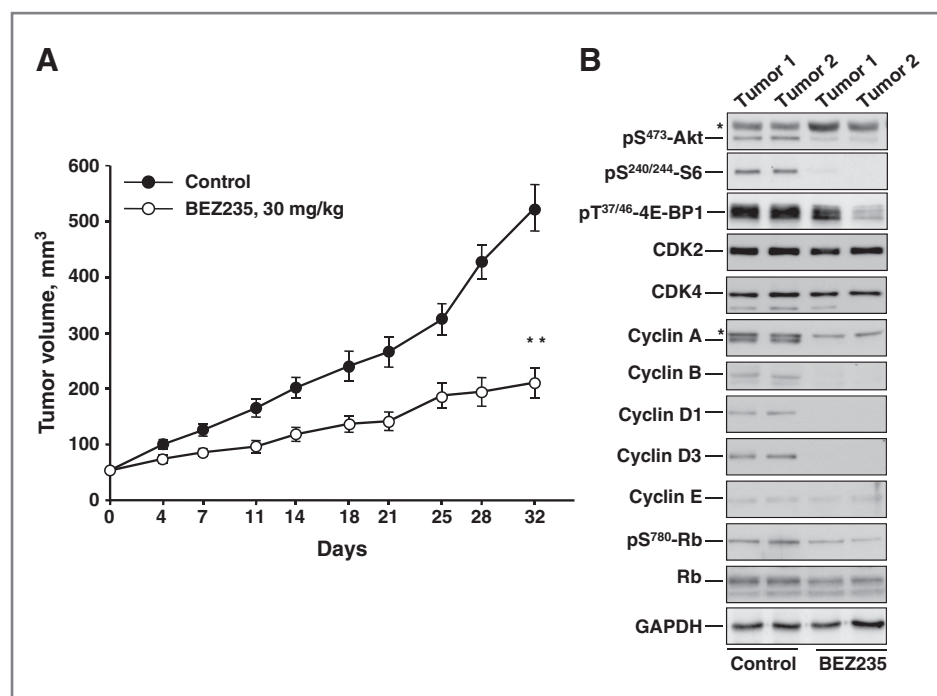 A
Tumor volume, mm³
600
500
400
300
200
100
0
Control
BEZ235, 30 mg/kg
* *
0 4 7 11 14 18 21 25 28 32
Days
B
Tumor 1 Tumor 2 Tumor 1 Tumor 2
*
pS⁴⁷³-Akt
pS²⁴⁰/²⁴⁴-S6
pT³⁷/⁴⁶-4E-BP1
CDK2
CDK4
Cyclin A *
Cyclin B
Cyclin D1
Cyclin D3
Cyclin E
pS⁷⁸⁰-Rb
Rb
GAPDH
Control BEZ235